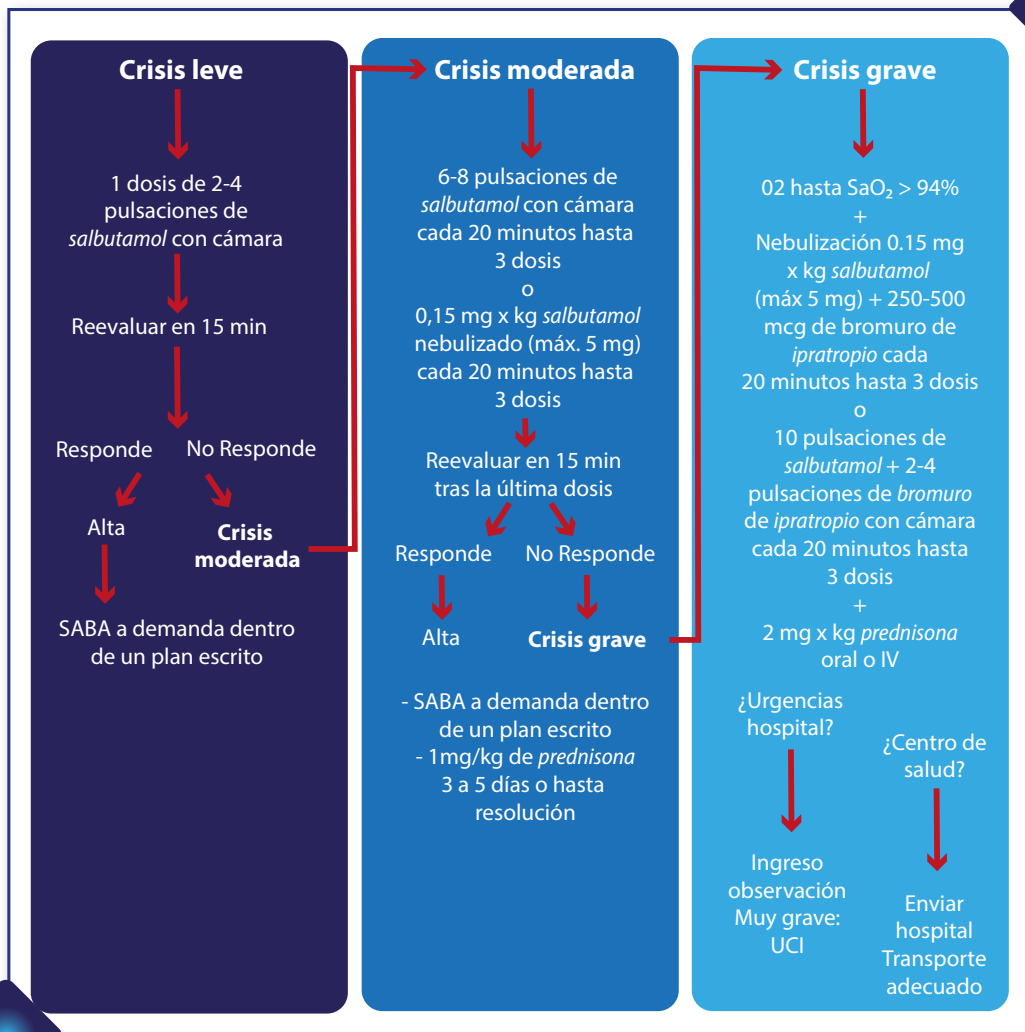 Crisis leve
1 dosis de 2-4
pulsaciones de
salbutamol con cámara
Reevaluar en 15 min
Responde
No Responde
Alta
Crisis
moderada
SABA a demanda dentro
de un plan escrito
Crisis moderada
6-8 pulsaciones de
salbutamol con cámara
cada 20 minutos hasta
3 dosis
o
0,15 mg x kg salbutamol
nebulizado (máx. 5 mg)
cada 20 minutos hasta
3 dosis
Reevaluar en 15 min
tras la última dosis
Responde
No Responde
Alta
Crisis grave
- SABA a demanda dentro
de un plan escrito
- 1mg/kg de prednisona
3 a 5 días o hasta
resolución
Crisis grave
02 hasta SaO₂ > 94%
+
Nebulización 0.15 mg
x kg salbutamol
(máx 5 mg) + 250-500
mcg de bromuro de
ipratropio cada
20 minutos hasta 3 dosis
o
10 pulsaciones de
salbutamol + 2-4
pulsaciones de bromuro
de ipratropio con cámara
cada 20 minutos hasta
3 dosis
+
2 mg x kg prednisona
oral o IV
¿Urgencias
hospital?
Ingreso
observación
Muy grave:
UCI
¿Centro de
salud?
Enviar
hospital
Transporte
adecuado